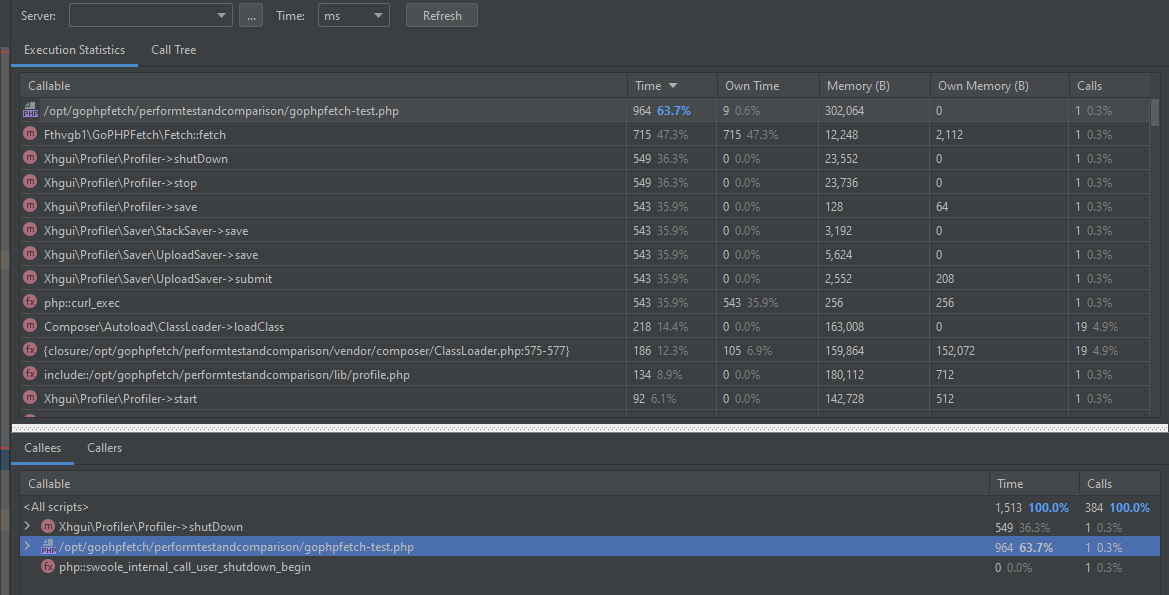 Server: ... Time: ms Refresh
Execution Statistics Call Tree
Callable Time Own Time Memory (B) Own Memory (B) Calls
PHP /opt/gophpfetch/performtestandcomparison/gophpfetch-test.php 964 63.7% 9 0.6% 302,064 0 1 0.3%
m Fthvgb1\GoPHPFetch\Fetch::fetch 715 47.3% 715 47.3% 12,248 2,112 1 0.3%
m Xhgui\Profiler\Profiler->shutDown 549 36.3% 0 0.0% 23,552 0 1 0.3%
m Xhgui\Profiler\Profiler->stop 549 36.3% 0 0.0% 23,736 0 1 0.3%
m Xhgui\Profiler\Profiler->save 543 35.9% 0 0.0% 128 64 1 0.3%
m Xhgui\Profiler\Saver\StackSaver->save 543 35.9% 0 0.0% 3,192 0 1 0.3%
m Xhgui\Profiler\Saver\UploadSaver->save 543 35.9% 0 0.0% 5,624 0 1 0.3%
m Xhgui\Profiler\Saver\UploadSaver->submit 543 35.9% 0 0.0% 2,552 208 1 0.3%
fx php::curl_exec 543 35.9% 543 35.9% 256 256 1 0.3%
m Composer\Autoload\ClassLoader->loadClass 218 14.4% 0 0.0% 163,008 0 19 4.9%
fx {closure:/opt/gophpfetch/performtestandcomparison/vendor/composer/ClassLoader.php:575-577} 186 12.3% 105 6.9% 159,864 152,072 19 4.9%
fx include::/opt/gophpfetch/performtestandcomparison/lib/profile.php 134 8.9% 0 0.0% 180,112 712 1 0.3%
m Xhgui\Profiler\Profiler->start 92 6.1% 0 0.0% 142,728 512 1 0.3%
Callees Callers
Callable Time Calls
<All scripts> 1,513 100.0% 384 100.0%
m Xhgui\Profiler\Profiler->shutDown 549 36.3% 1 0.3%
PHP /opt/gophpfetch/performtestandcomparison/gophpfetch-test.php 964 63.7% 1 0.3%
fx php::swoole_internal_call_user_shutdown_begin 0 0.0% 1 0.3%